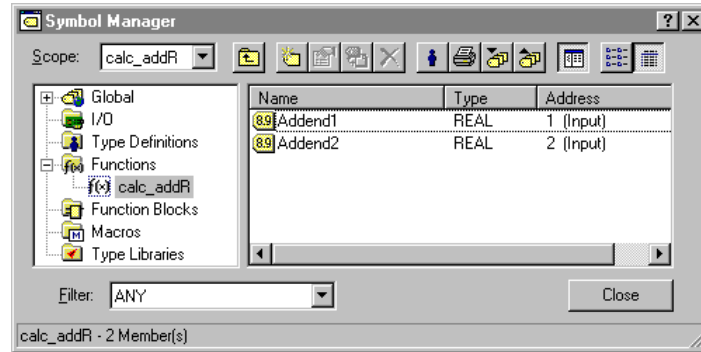 Symbol Manager
Scope: calc_addR
Global
I/O
Type Definitions
Functions
f(x) calc_addR
Function Blocks
Macros
Type Libraries
Name Type Address
8.9 Addend1 REAL 1 (Input)
8.9 Addend2 REAL 2 (Input)
Filter: ANY
Close
calc_addR - 2 Member(s)